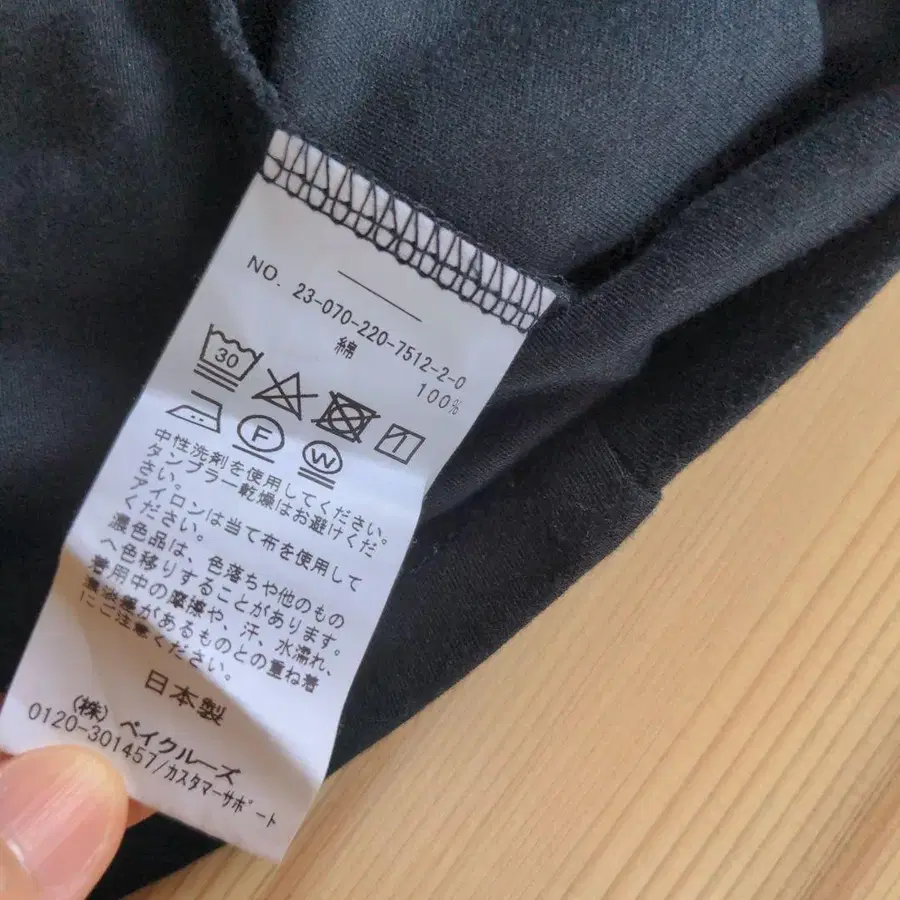 NO. 23-070-220-7512-2-0
綿 100%
30
F W
中性洗剤を使用してください。
タンブラー乾燥はお避けくだ
さい。
アイロンは当て布を使用して
ください。
濃色品は、色落ちや他のもの
へ色移りすることがあります。
着用中の摩擦や、汗、水濡れ、
濃淡差があるものとの重ね着
にご注意ください。
日本製
(株) ベイクルーズ
0120-301457/カスタマーサポート